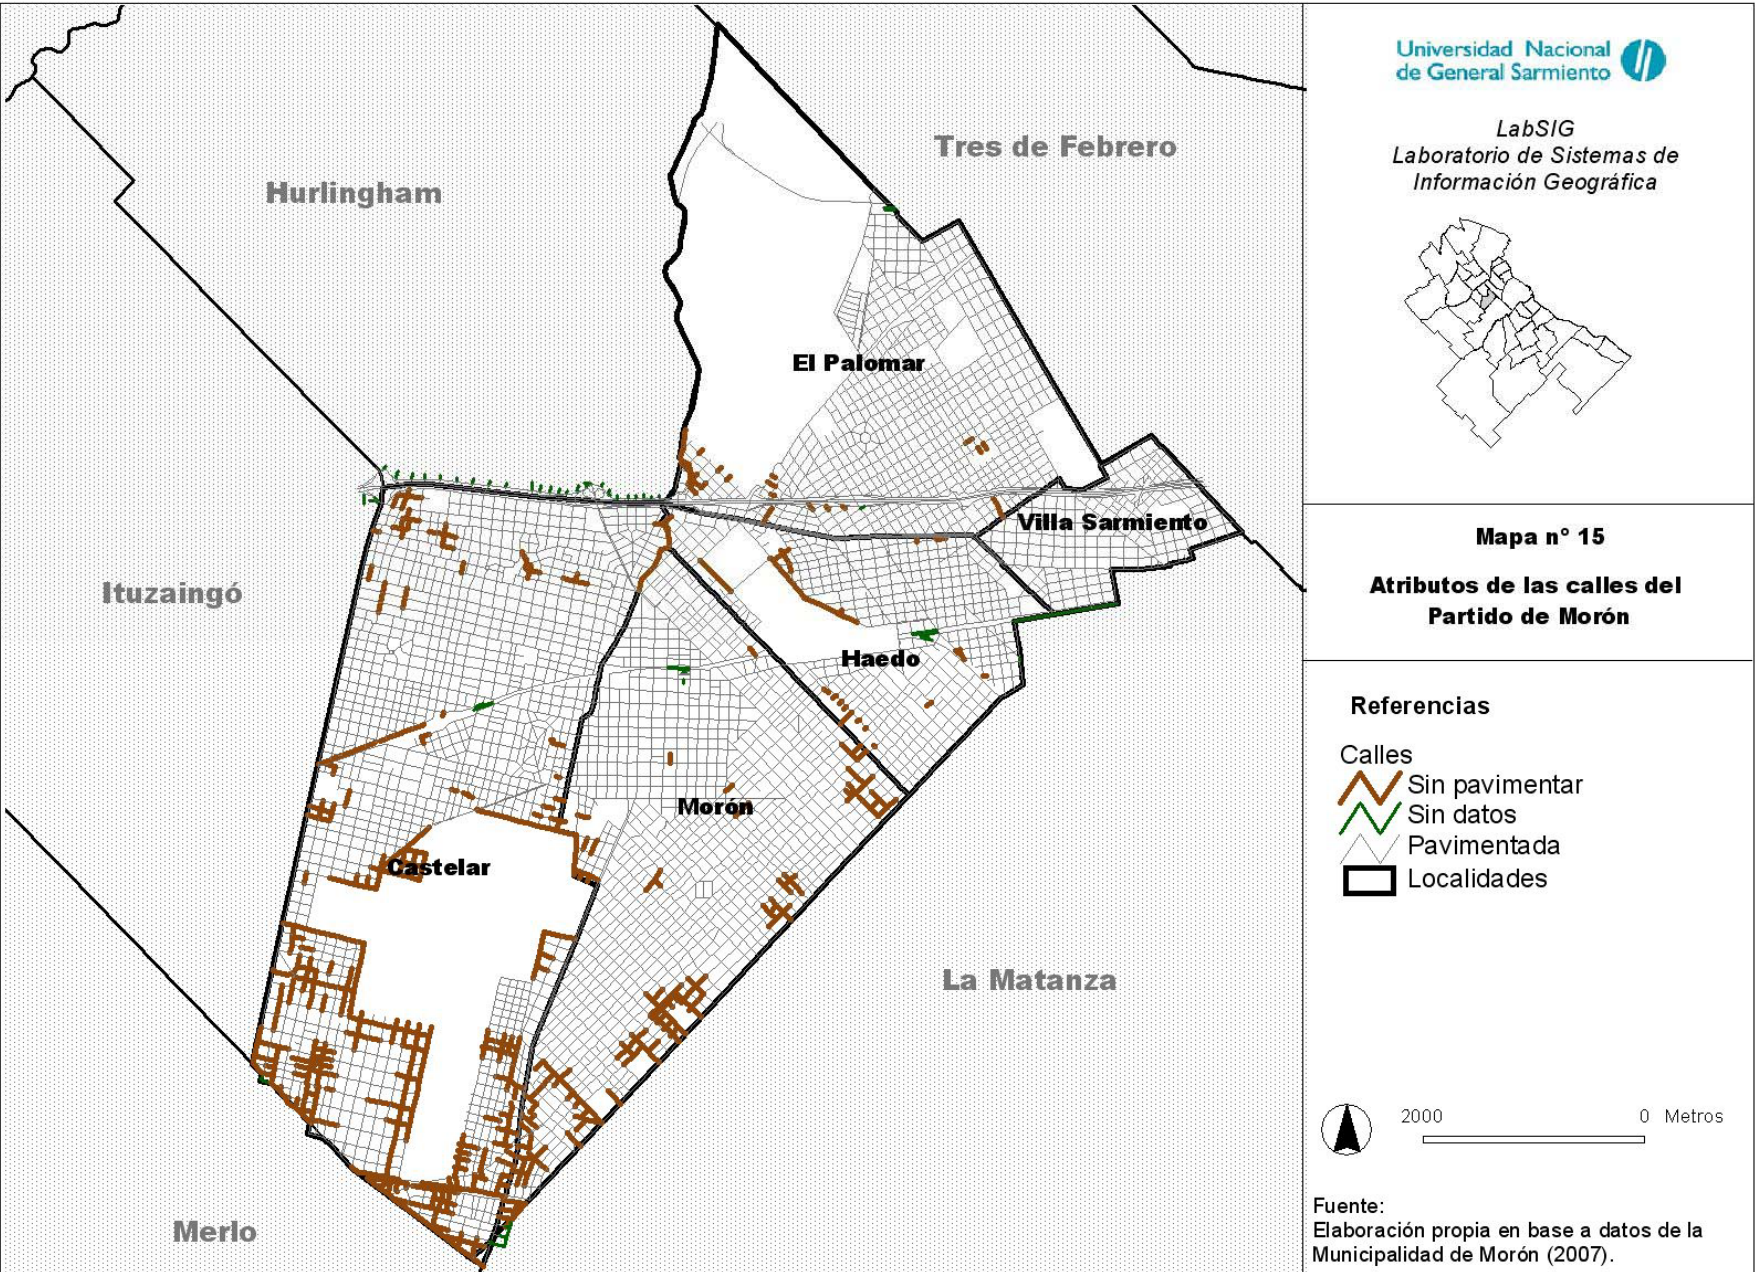 Hurlingham
Tres de Febrero
El Palomar
Villa Sarmiento
Ituzaingó
Haedo
Morón
Castelar
La Matanza
Merlo
Universidad Nacional
de General Sarmiento
LabSIG
Laboratorio de Sistemas de
Información Geográfica
Mapa n° 15
Atributos de las calles del
Partido de Morón
Referencias
Calles
Sin pavimentar
Sin datos
Pavimentada
Localidades
2000 0 Metros
Fuente:
Elaboración propia en base a datos de la
Municipalidad de Morón (2007).